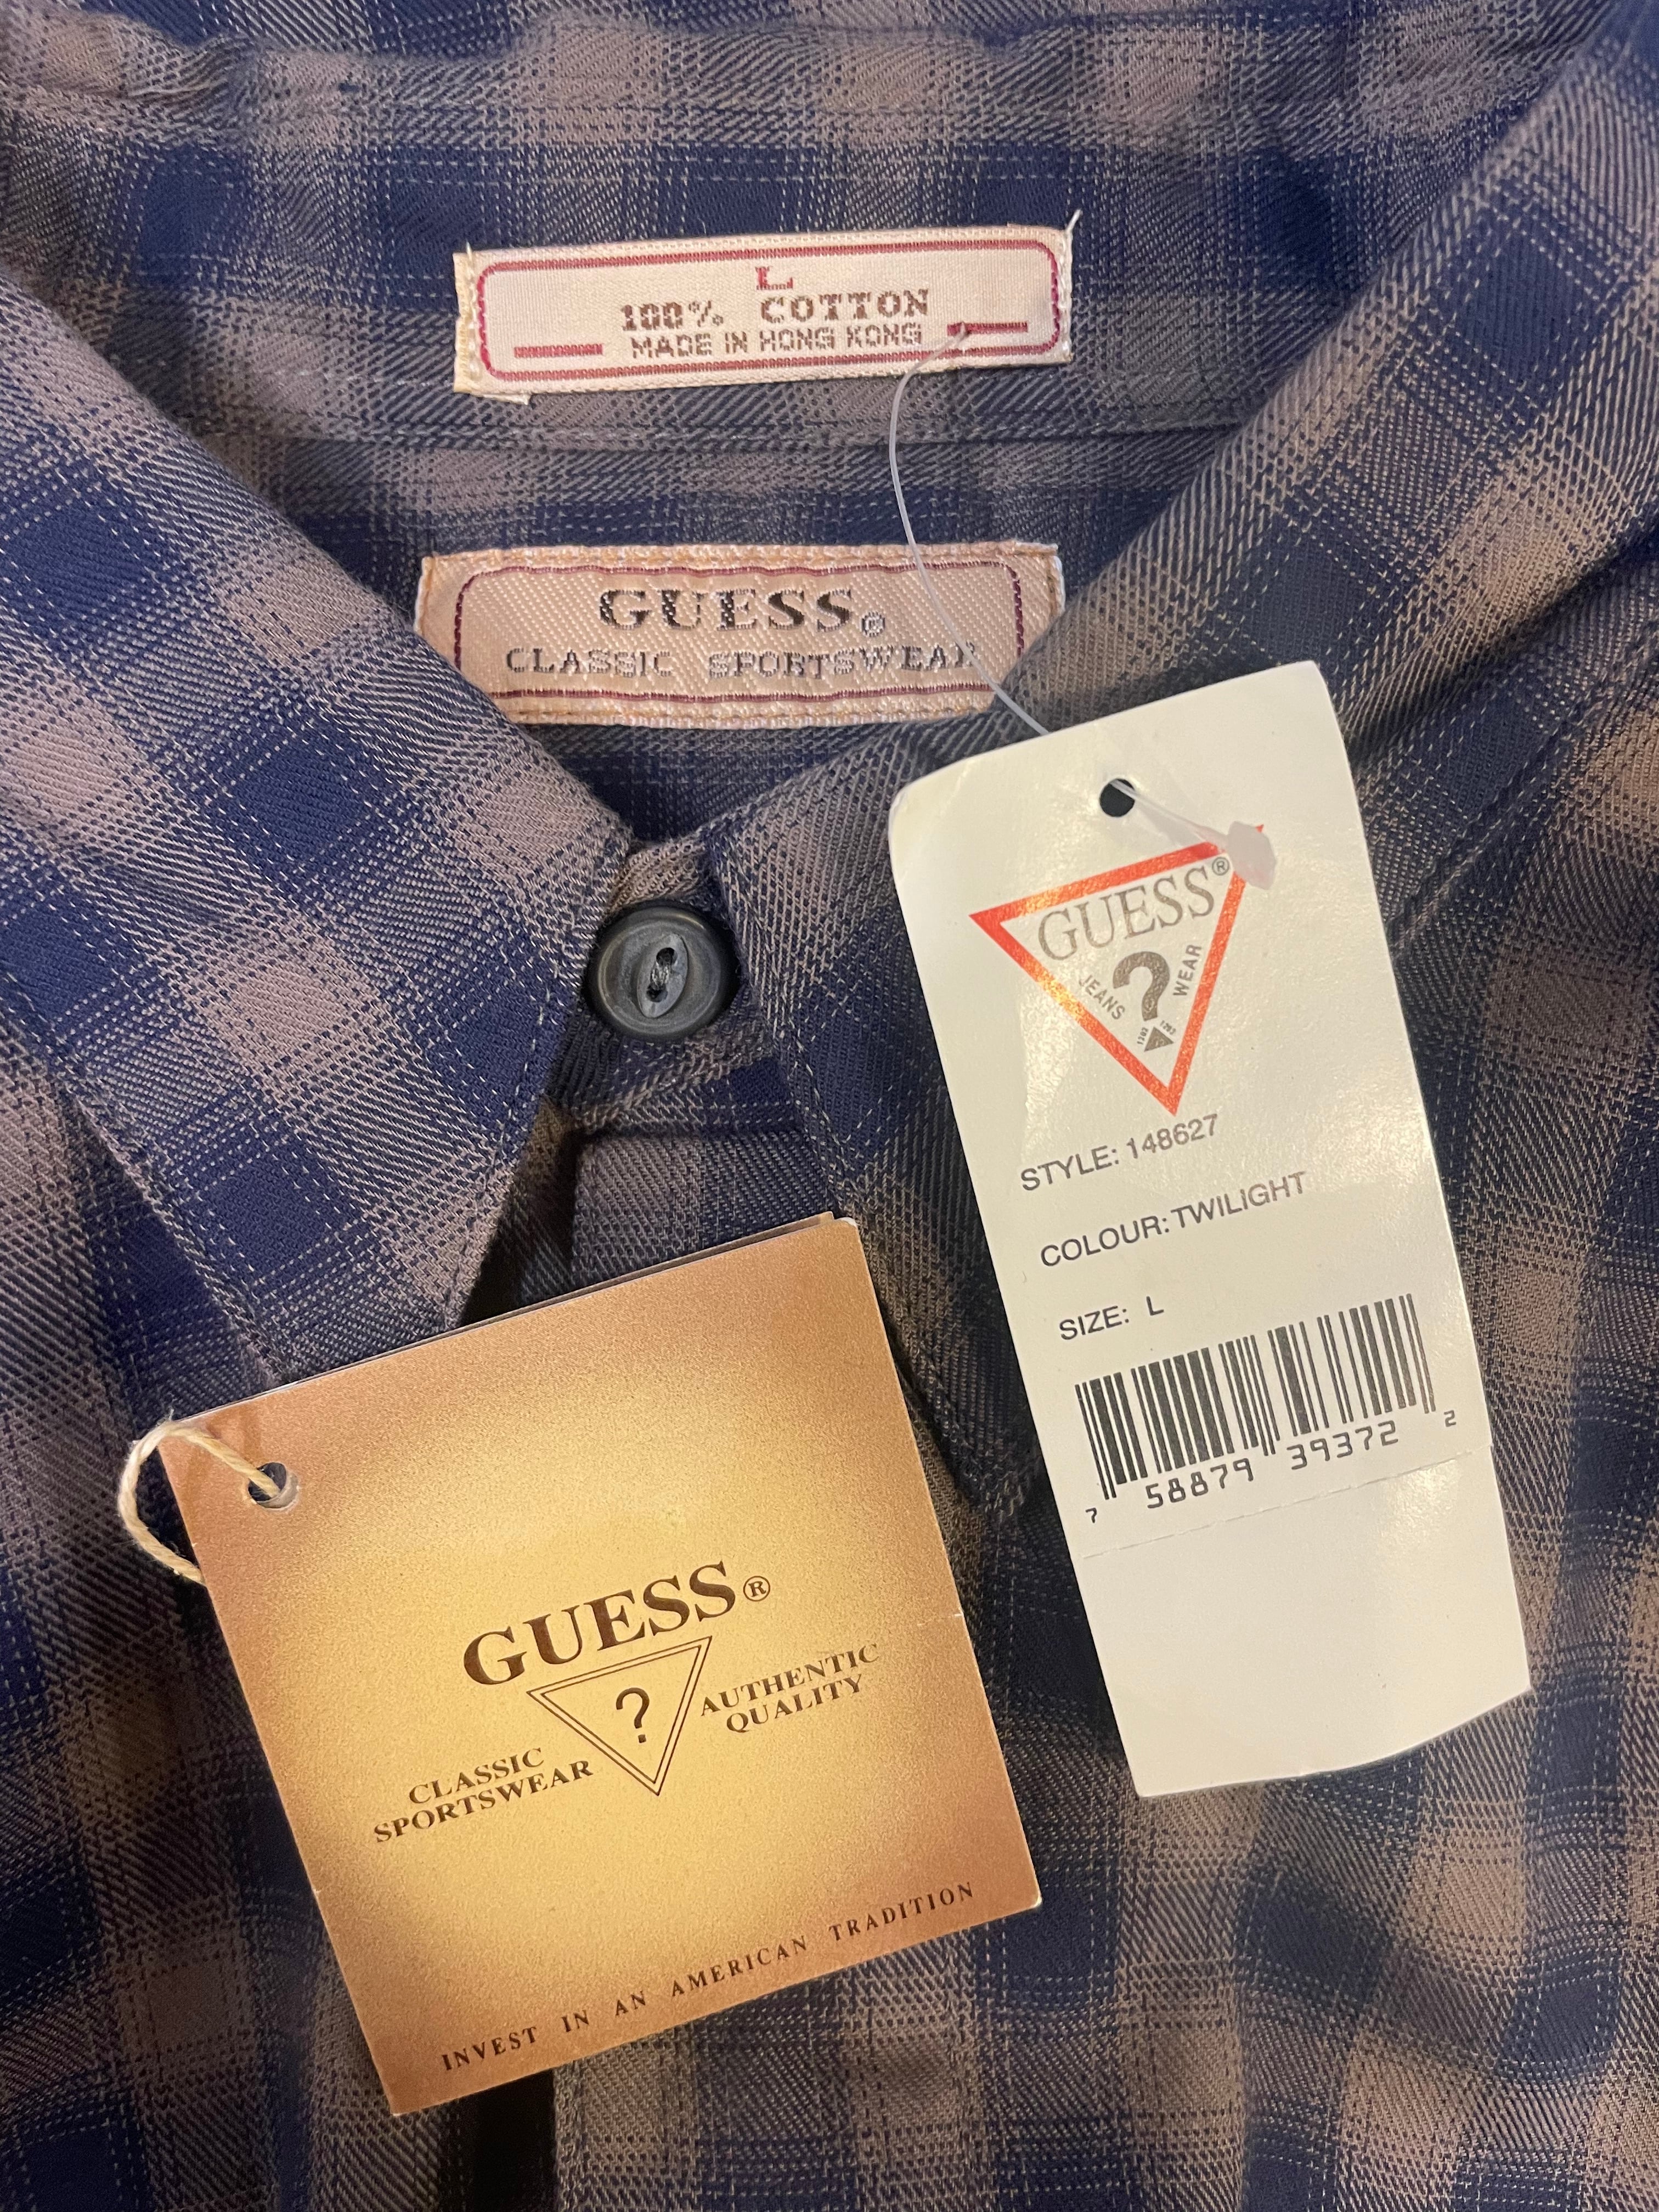 L
100% COTTON
MADE IN HONG KONG
GUESS®
CLASSIC SPORTSWEAR
GUESS®
JEANS ? WEAR
STYLE: 148627
COLOUR: TWILIGHT
SIZE: L
7 58879 39372 2
GUESS®
?
AUTHENTIC
QUALITY
CLASSIC
SPORTSWEAR
INVEST IN AN AMERICAN TRADITION